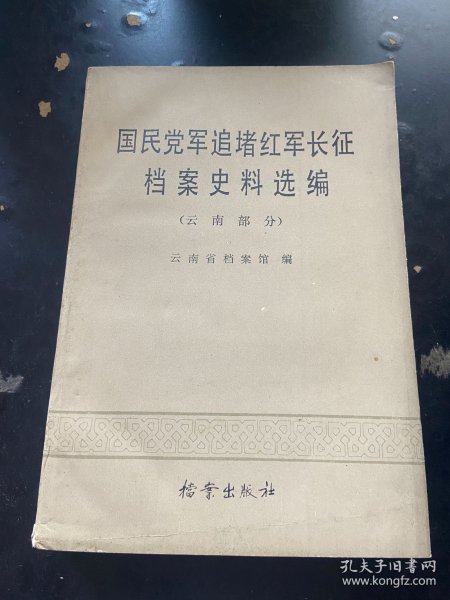 国民党军追堵红军长征
档案史料选编
（云南部分）
云南省档案馆 编
档案出版社
孔夫子旧书网
www.kongfz.com